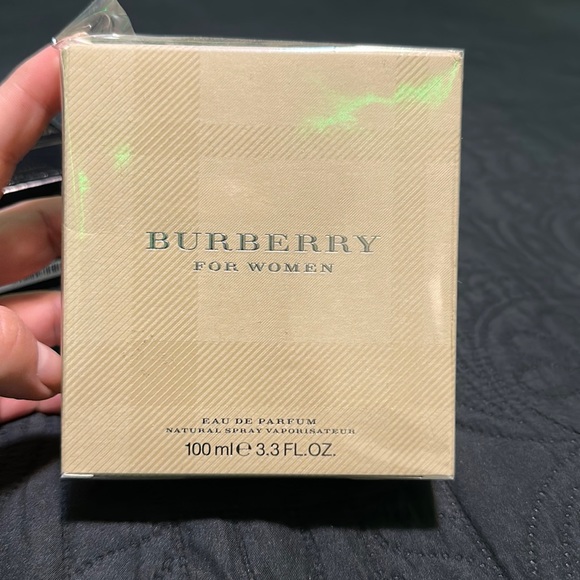 BURBERRY
FOR WOMEN
EAU DE PARFUM
NATURAL SPRAY VAPORISATEUR
100 ml ℮ 3.3 FL.OZ.